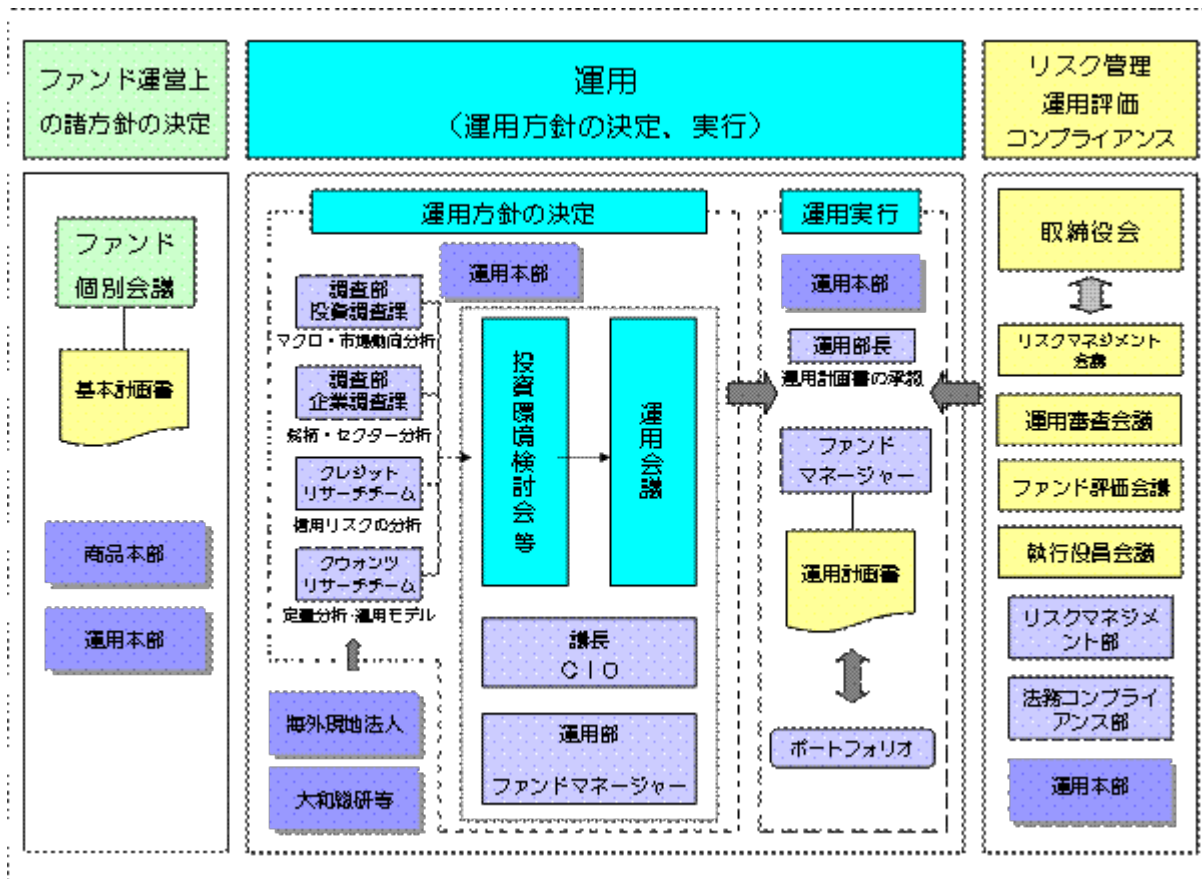 ファンド運営上
の諸方針の決定
運用
（運用方針の決定、実行）
リスク管理
運用評価
コンプライアンス
ファンド
個別会議
基本計画書
商品本部
運用本部
運用方針の決定
運用本部
調査部
投資調査課
マクロ・市場動向分析
調査部
企業調査課
銘柄・セクター分析
クレジット
リサーチチーム
信用リスクの分析
クウォンツ
リサーチチーム
定量分析・運用モデル
海外現地法人
大和総研等
投資環境検討会等
運用会議
議長
ＣＩＯ
運用部
ファンドマネージャー
運用実行
運用本部
運用部長
運用計画書の承認
ファンド
マネージャー
運用計画書
ポートフォリオ
取締役会
リスクマネジメント
会議
運用審査会議
ファンド評価会議
執行役員会議
リスクマネジメ
ント部
法務コンプライ
アンス部
運用本部